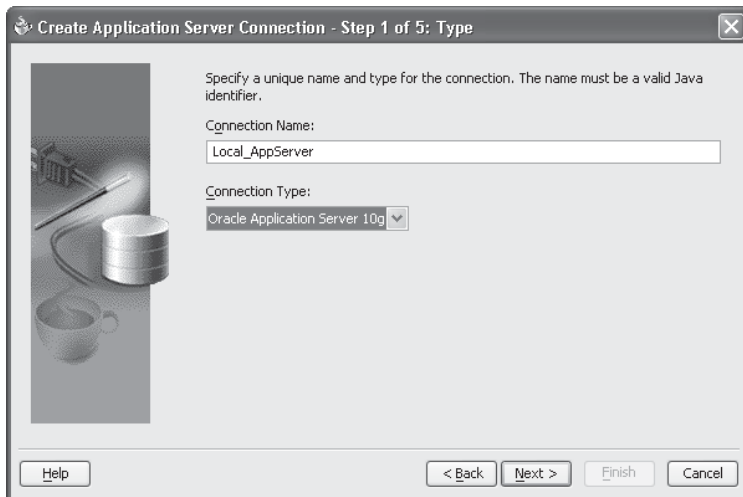 Create Application Server Connection - Step 1 of 5: Type
Specify a unique name and type for the connection. The name must be a valid Java
identifier.
Connection Name:
Local_AppServer
Connection Type:
Oracle Application Server 10g
Help
< Back
Next >
Finish
Cancel